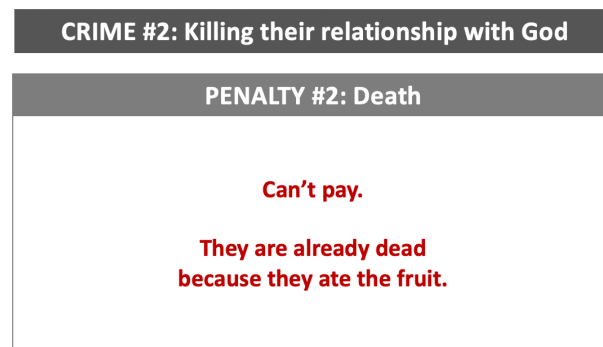 CRIME #2: Killing their relationship with God
PENALTY #2: Death
Can’t pay.
They are already dead
because they ate the fruit.